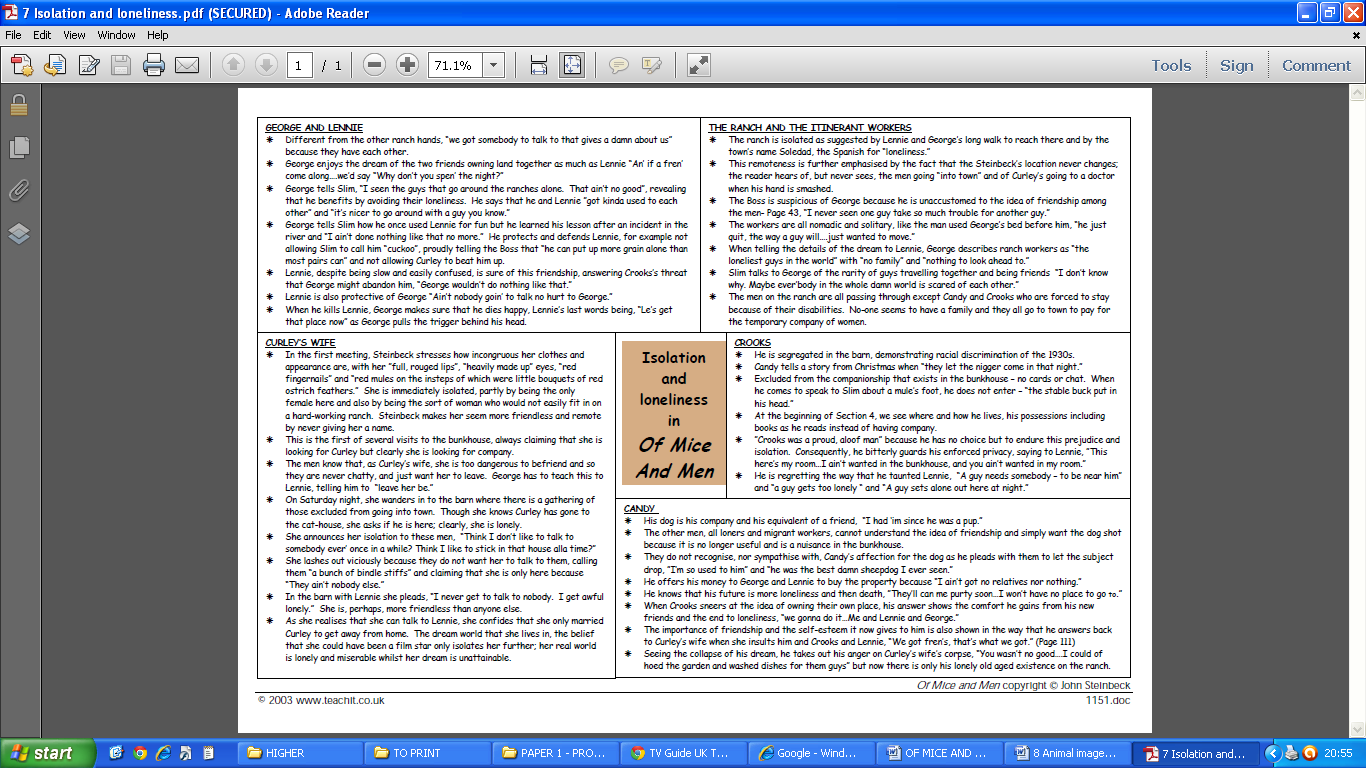 7 Isolation and loneliness.pdf (SECURED) - Adobe Reader
File Edit View Window Help
1 / 1 71.1% Tools Sign Comment
GEORGE AND LENNIE
Different from the other ranch hands, "we got somebody to talk to that gives a damn about us"
because they have each other.
George enjoys the dream of the two friends owning land together as much as Lennie "An' if a fren'
come along....we'd say "Why don't you spen' the night?"
George tells Slim, "I seen the guys that go around the ranches alone. That ain't no good", revealing
that he benefits by avoiding their loneliness. He says that he and Lennie "got kinda used to each
other" and "it's nicer to go around with a guy you know."
George tells Slim how he once used Lennie for fun but he learned his lesson after an incident in the
river and "I ain't done nothing like that no more." He protects and defends Lennie, for example not
allowing Slim to call him "cuckoo", proudly telling the Boss that "he can put up more grain alone than
most pairs can" and not allowing Curley to beat him up.
Lennie, despite being slow and easily confused, is sure of this friendship, answering Crooks's threat
that George might abandon him, "George wouldn't do nothing like that."
Lennie is also protective of George "Ain't nobody goin' to talk no hurt to George."
When he kills Lennie, George makes sure that he dies happy, Lennie's last words being, "Le's get
that place now" as George pulls the trigger behind his head.
THE RANCH AND THE ITINERANT WORKERS
The ranch is isolated as suggested by Lennie and George's long walk to reach there and by the
town's name Soledad, the Spanish for "loneliness."
This remoteness is further emphasised by the fact that the Steinbeck's location never changes;
the reader hears of, but never sees, the men going "into town" and of Curley's going to a doctor
when his hand is smashed.
The Boss is suspicious of George because he is unaccustomed to the idea of friendship among
the men- Page 43, "I never seen one guy take so much trouble for another guy."
The workers are all nomadic and solitary, like the man used George's bed before him, "he just
quit, the way a guy will....just wanted to move."
When telling the details of the dream to Lennie, George describes ranch workers as "the
loneliest guys in the world" with "no family" and "nothing to look ahead to."
Slim talks to George of the rarity of guys travelling together and being friends "I don't know
why. Maybe ever'body in the whole damn world is scared of each other."
The men on the ranch are all passing through except Candy and Crooks who are forced to stay
because of their disabilities. No-one seems to have a family and they all go to town to pay for
the temporary company of women.
CURLEY'S WIFE
In the first meeting, Steinbeck stresses how incongruous her clothes and
appearance are, with her "full, rouged lips", "heavily made up" eyes, "red
fingernails" and "red mules on the insteps of which were little bouquets of red
ostrich feathers." She is immediately isolated, partly by being the only
female here and also by being the sort of woman who would not easily fit in on
a hard-working ranch. Steinbeck makes her seem more friendless and remote
by never giving her a name.
This is the first of several visits to the bunkhouse, always claiming that she is
looking for Curley but clearly she is looking for company.
The men know that, as Curley's wife, she is too dangerous to befriend and so
they are never chatty, and just want her to leave. George has to teach this to
Lennie, telling him to "leave her be."
On Saturday night, she wanders in to the barn where there is a gathering of
those excluded from going into town. Though she knows Curley has gone to
the cat-house, she asks if he is here; clearly, she is lonely.
She announces her isolation to these men, "Think I don't like to talk to
somebody ever' once in a while? Think I like to stick in that house alla time?"
She lashes out viciously because they do not want her to talk to them, calling
them "a bunch of bindle stiffs" and claiming that she is only here because
"They ain't nobody else."
In the barn with Lennie she pleads, "I never get to talk to nobody. I get awful
lonely." She is, perhaps, more friendless than anyone else.
As she realises that she can talk to Lennie, she confides that she only married
Curley to get away from home. The dream world that she lives in, the belief
that she could have been a film star only isolates her further; her real world
is lonely and miserable whilst her dream is unattainable.
Isolation
and
loneliness
in
Of Mice
And Men
CROOKS
He is segregated in the barn, demonstrating racial discrimination of the 1930s.
Candy tells a story from Christmas when "they let the nigger come in that night."
Excluded from the companionship that exists in the bunkhouse – no cards or chat. When
he comes to speak to Slim about a mule's foot, he does not enter – "the stable buck put in
his head."
At the beginning of Section 4, we see where and how he lives, his possessions including
books as he reads instead of having company.
"Crooks was a proud, aloof man" because he has no choice but to endure this prejudice and
isolation. Consequently, he bitterly guards his enforced privacy, saying to Lennie, "This
here's my room...I ain't wanted in the bunkhouse, and you ain't wanted in my room."
He is regretting the way that he taunted Lennie, "A guy needs somebody – to be near him"
and "a guy gets too lonely " and "A guy sets alone out here at night."
CANDY
His dog is his company and his equivalent of a friend, "I had 'im since he was a pup."
The other men, all loners and migrant workers, cannot understand the idea of friendship and simply want the dog shot
because it is no longer useful and is a nuisance in the bunkhouse.
They do not recognise, nor sympathise with, Candy's affection for the dog as he pleads with them to let the subject
drop, "I'm so used to him" and "he was the best damn sheepdog I ever seen."
He offers his money to George and Lennie to buy the property because "I ain't got no relatives nor nothing."
He knows that his future is more loneliness and then death, "They'll can me purty soon...I won't have no place to go to."
When Crooks sneers at the idea of owning their own place, his answer shows the comfort he gains from his new
friends and the end to loneliness, "we gonna do it...Me and Lennie and George."
The importance of friendship and the self-esteem it now gives to him is also shown in the way that he answers back
to Curley's wife when she insults him and Crooks and Lennie, "We got fren's, that's what we got." (Page 111)
Seeing the collapse of his dream, he takes out his anger on Curley's wife's corpse, "You wasn't no good....I could of
hoed the garden and washed dishes for them guys" but now there is only his lonely old aged existence on the ranch.
Of Mice and Men copyright © John Steinbeck
© 2003 www.teachit.co.uk 1151.doc
start HIGHER TO PRINT PAPER 1 - PRO... TV Guide UK T... Google - Wind... OF MICE AND ... 8 Animal image... 7 Isolation and... 20:55